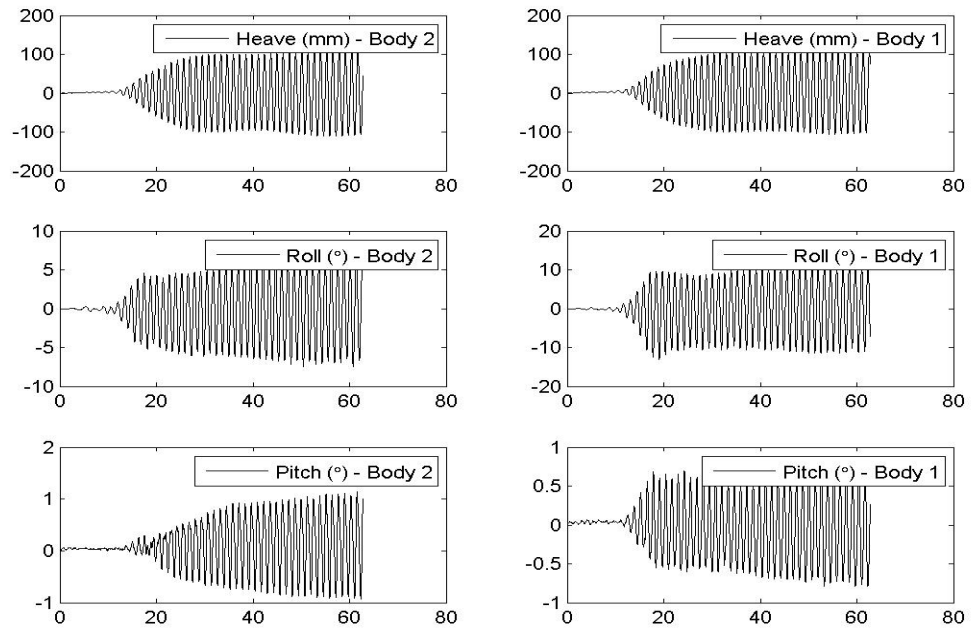 200
100
0
-100
-200
Heave (mm) - Body 2
0 20 40 60 80
200
100
0
-100
-200
Heave (mm) - Body 1
0 20 40 60 80
10
5
0
-5
-10
Roll (°) - Body 2
0 20 40 60 80
20
10
0
-10
-20
Roll (°) - Body 1
0 20 40 60 80
2
1
0
-1
Pitch (°) - Body 2
0 20 40 60 80
1
0.5
0
-0.5
-1
Pitch (°) - Body 1
0 20 40 60 80